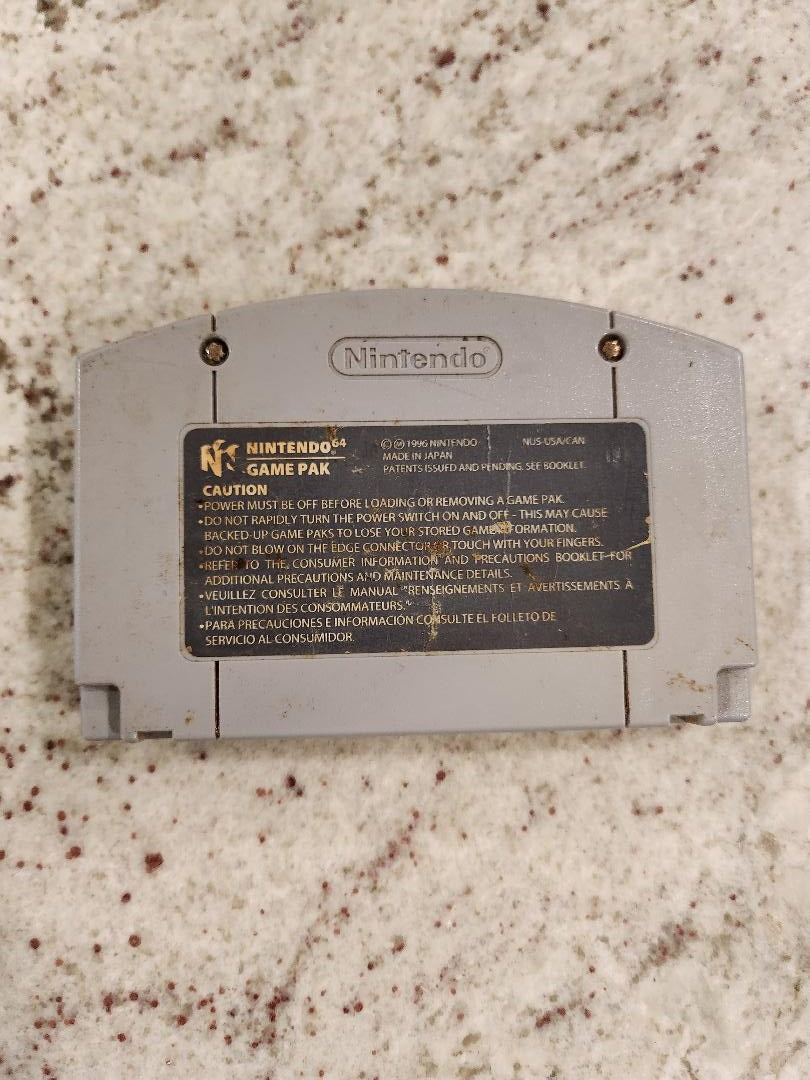 Nintendo®
NINTENDO 64
GAME PAK
© Ⓜ 1996 NINTENDO
NUS-USA/CAN
MADE IN JAPAN
PATENTS ISSUED AND PENDING. SEE BOOKLET.
CAUTION
•POWER MUST BE OFF BEFORE LOADING OR REMOVING A GAME PAK.
•DO NOT RAPIDLY TURN THE POWER SWITCH ON AND OFF - THIS MAY CAUSE
BACKED-UP GAME PAKS TO LOSE YOUR STORED GAME
•DO NOT BLOW ON THE EDGE CONNECTOR OR TOUCH WITH YOUR FINGERS.
•REFER TO THE CONSUMER INFORMATION AND PRECAUTIONS BOOKLET FOR
ADDITIONAL PRECAUTIONS AND MAINTENANCE DETAILS.
•VEUILLEZ CONSULTER LE MANUAL "RENSEIGNEMENTS ET AVERTISSEMENTS À
L'INTENTION DES CONSOMMATEURS."
•PARA PRECAUCIONES E INFORMACIÓN CONSULTE EL FOLLETO DE
SERVICIO AL CONSUMIDOR.